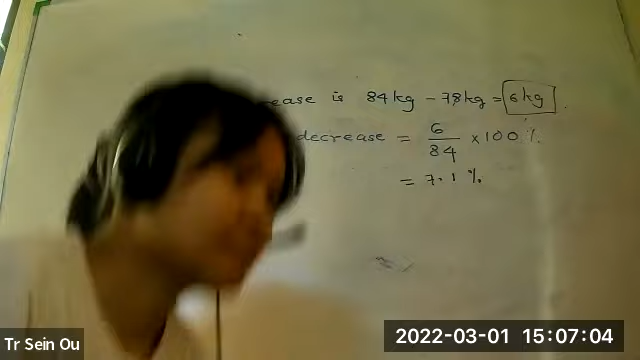 ease is 84kg - 78kg = 6kg
decrease = 6/84 × 100 %
= 7.1 %
Tr Sein Ou
2022-03-01 15:07:04